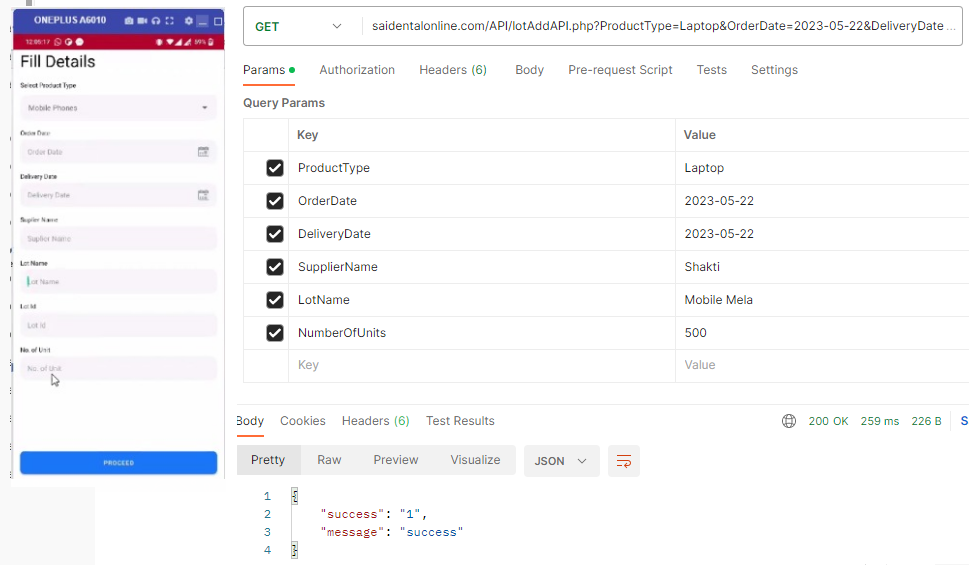 ONEPLUS A6010
12:05:17
59%
Fill Details
Select Product Type
Mobile Phones
Order Date
Order Date
Delivery Date
Delivery Date
Suplier Name
Suplier Name
Lot Name
Lot Name
Lot Id
Lot Id
No. of Unit
No. of Unit
PROCEED
GET
saidentalonline.com/API/lotAddAPI.php?ProductType=Laptop&OrderDate=2023-05-22&DeliveryDate ...
Params Authorization Headers (6) Body Pre-request Script Tests Settings
Query Params
Key Value
ProductType Laptop
OrderDate 2023-05-22
DeliveryDate 2023-05-22
SupplierName Shakti
LotName Mobile Mela
NumberOfUnits 500
Key Value
Body Cookies Headers (6) Test Results 200 OK 259 ms 226 B S
Pretty Raw Preview Visualize JSON
1 {
2 "success": "1",
3 "message": "success"
4 }